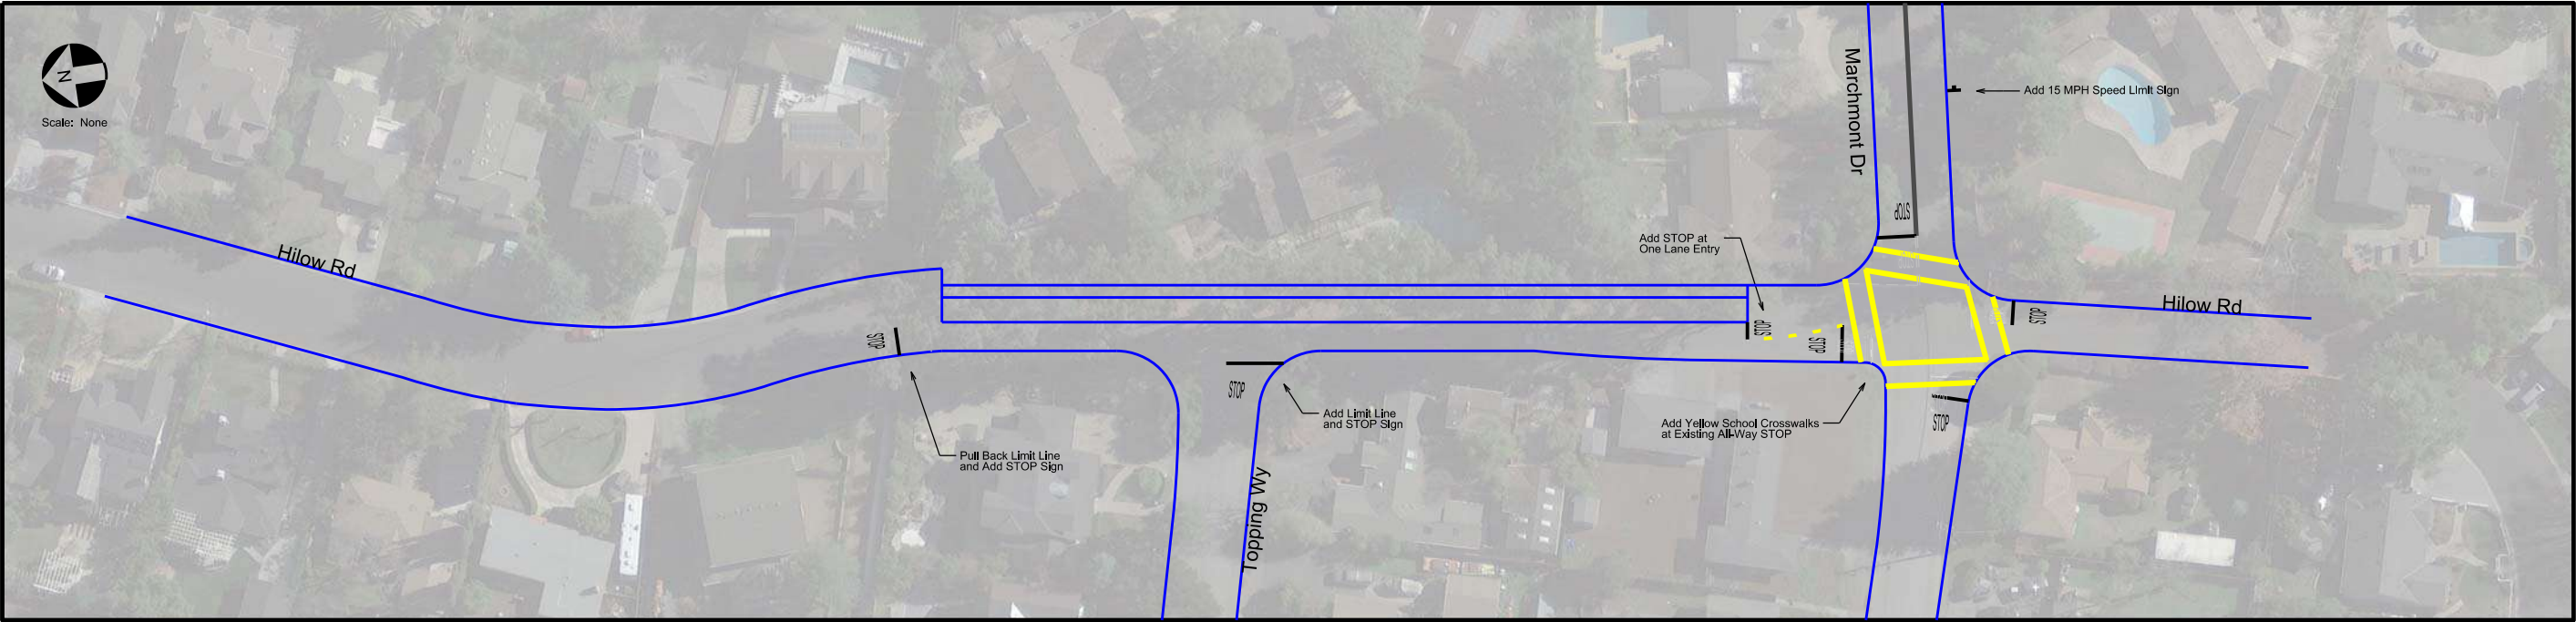 N
Scale: None
Hilow Rd
STOP
Pull Back Limit Line
and Add STOP Sign
STOP
Add Limit Line
and STOP Sign
Topping Wy
Add STOP at
One Lane Entry
STOP
STOP
Add Yellow School Crosswalks
at Existing All-Way STOP
Marchmont Dr
STOP
Add 15 MPH Speed Limit Sign
STOP
Hilow Rd
STOP